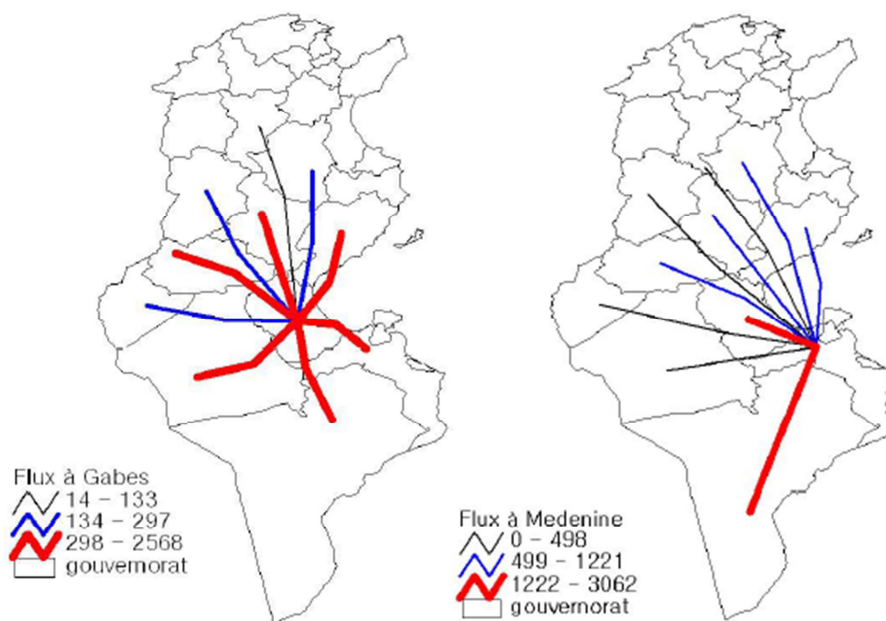 Flux à Gabes
14 – 133
134 – 297
298 – 2568
gouvernorat
Flux à Medenine
0 – 498
499 – 1221
1222 – 3062
gouvernorat